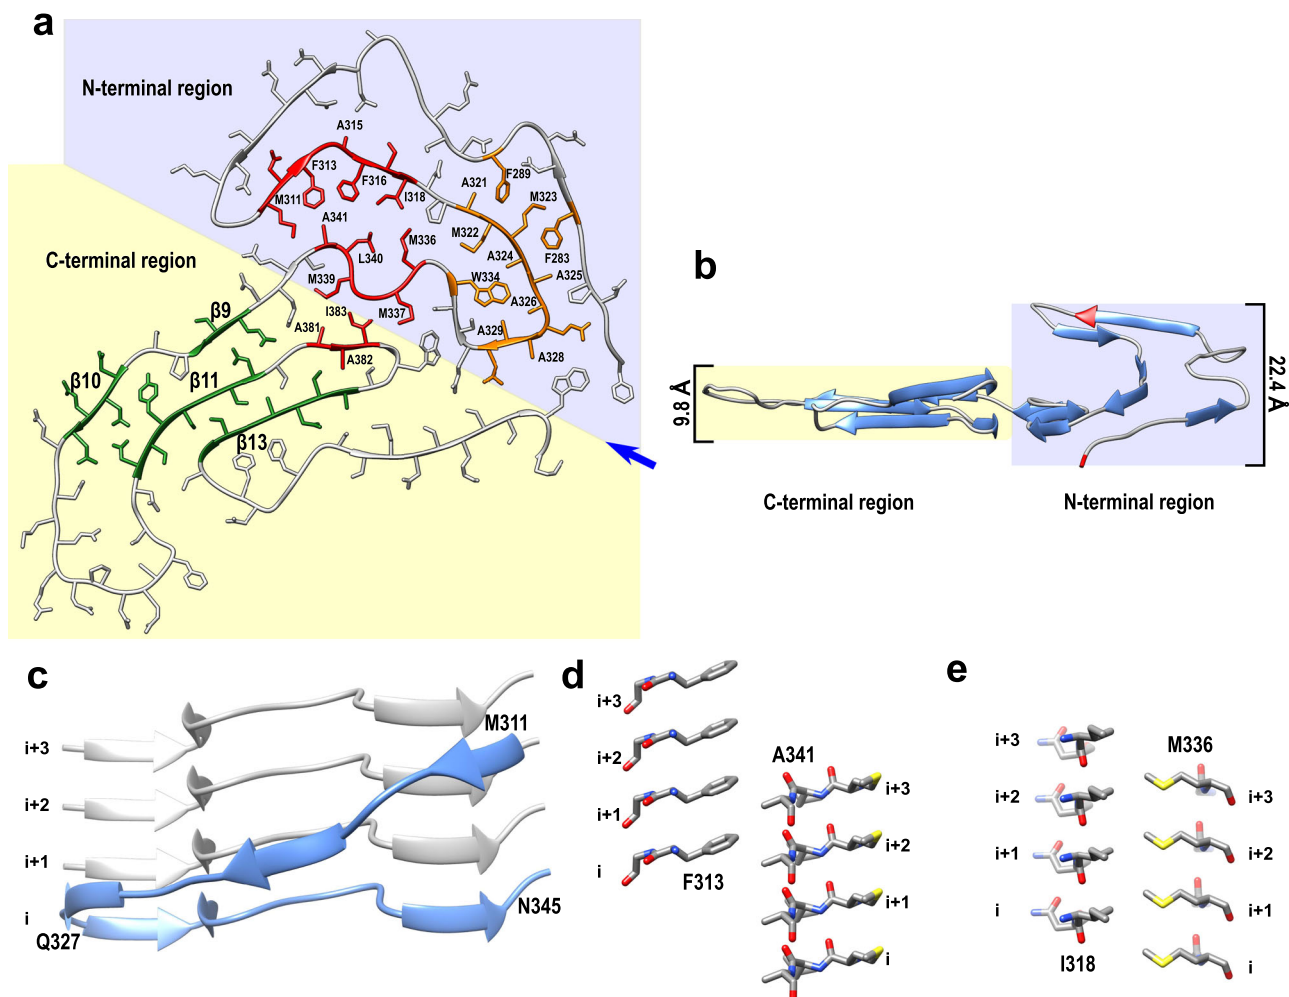 a
N-terminal region
A315
F313
F316
I318
M311
A321
F289
M323
M322
A324
F283
A325
A341
M336
L340
M339
W334
A326
I383
M337
A381
A382
A329
A328
C-terminal region
β9
β10
β11
β13
b
9.8 Å
22.4 Å
C-terminal region
N-terminal region
c
M311
i+3
i+2
i+1
i
Q327
N345
d
i+3
i+2
i+1
i
F313
A341
i+3
i+2
i+1
i
e
i+3
i+2
i+1
i
I318
M336
i+3
i+2
i+1
i